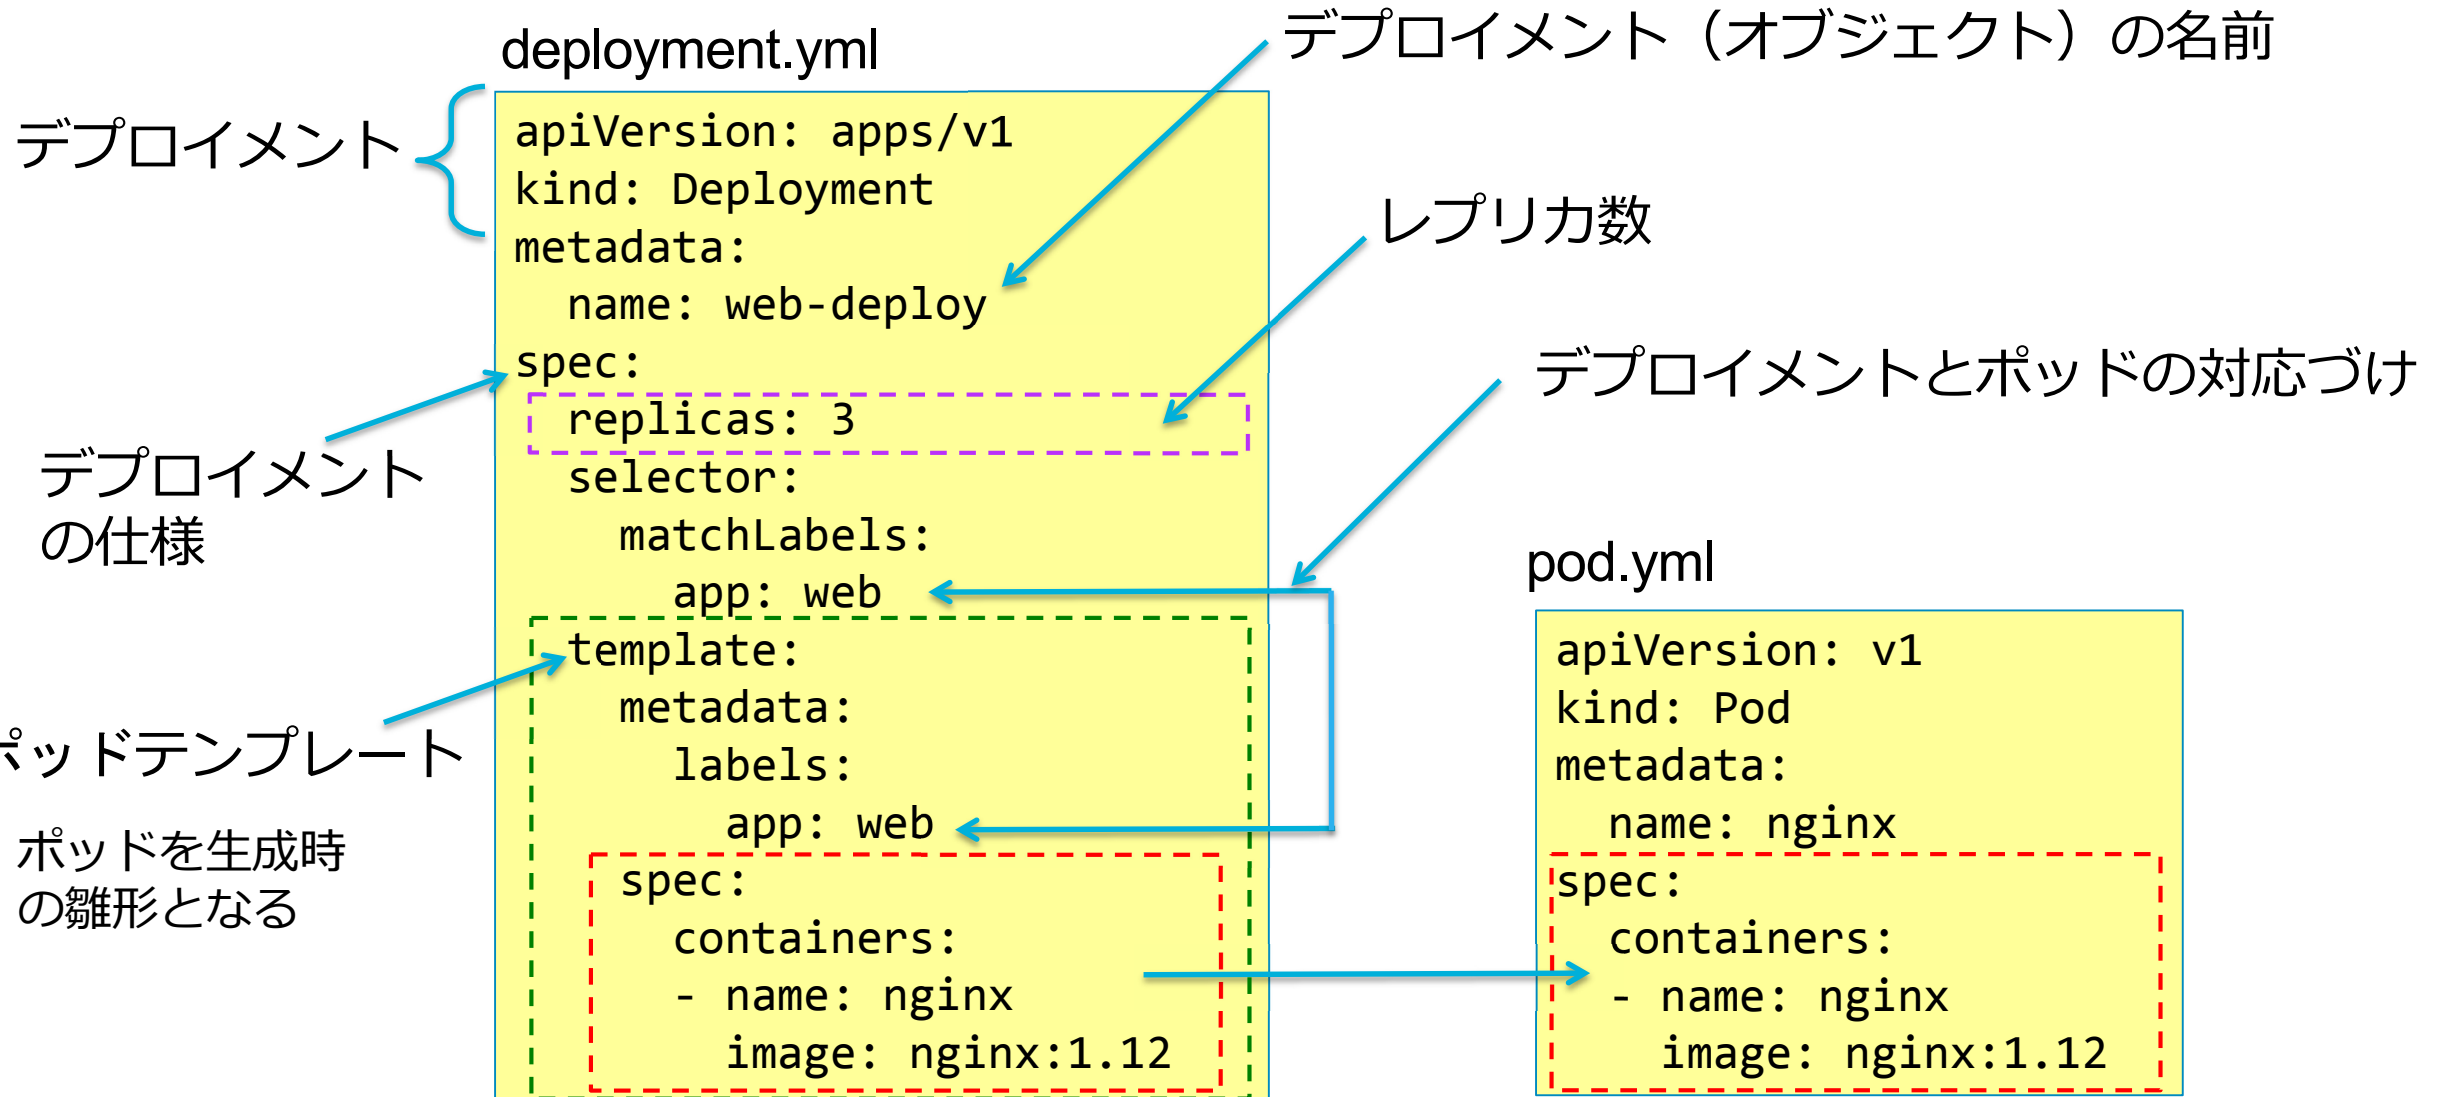 deployment.yml
デプロイメント（オブジェクト）の名前
デプロイメント
apiVersion: apps/v1
kind: Deployment
metadata:
  name: web-deploy
spec:
  replicas: 3
  selector:
    matchLabels:
      app: web
  template:
    metadata:
      labels:
        app: web
    spec:
      containers:
      - name: nginx
        image: nginx:1.12
レプリカ数
デプロイメントとポッドの対応づけ
デプロイメント
の仕様
ポッドテンプレート
ポッドを生成時
の雛形となる
pod.yml
apiVersion: v1
kind: Pod
metadata:
  name: nginx
spec:
  containers:
  - name: nginx
    image: nginx:1.12